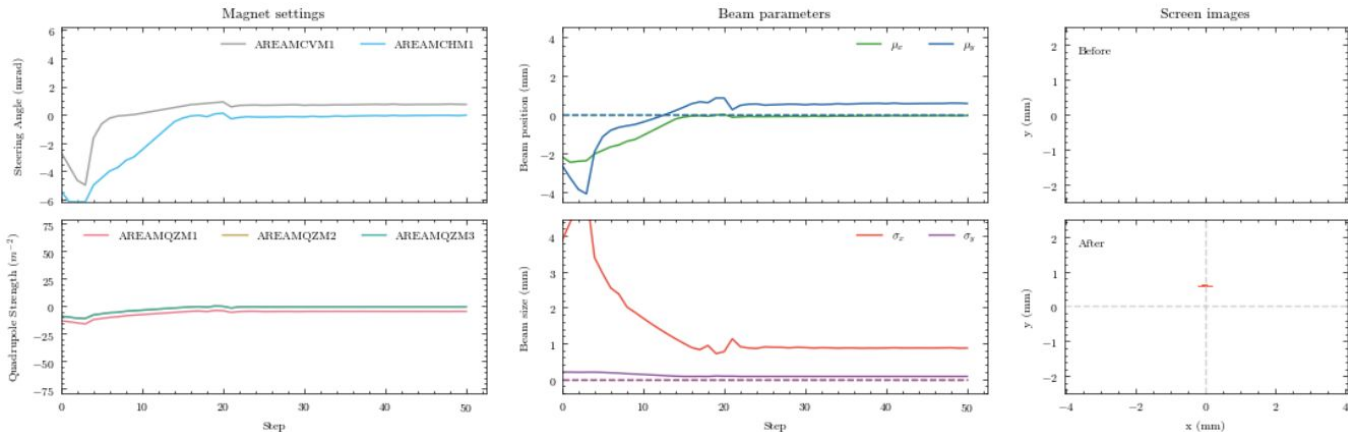 Magnet settings
Beam parameters
Screen images
Steering Angle (mrad)
6
4
2
0
−2
−4
−6
AREAMCVM1 AREAMCHM1
Beam position (mm)
4
2
0
−2
−4
μx μy
y (mm)
2
1
0
−1
−2
Before
Quadrupole Strength (m⁻²)
75
50
25
0
−25
−50
−75
AREAMQZM1 AREAMQZM2 AREAMQZM3
0 10 20 30 40 50
Step
Beam size (mm)
4
3
2
1
0
σx σy
0 10 20 30 40 50
Step
y (mm)
2
1
0
−1
−2
After
−4 −2 0 2 4
x (mm)